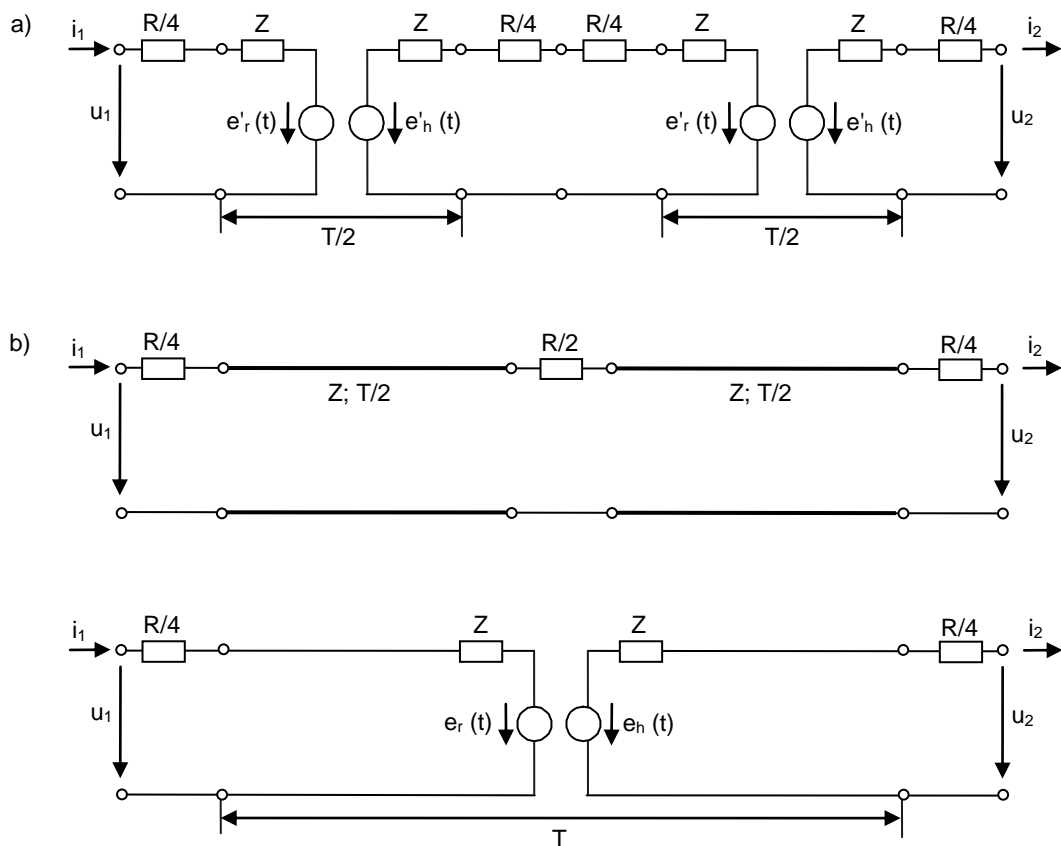 a)
i₁ R/4 Z Z R/4 R/4 Z Z R/4 i₂
u₁ e'ᵣ (t) e'ₕ (t) e'ᵣ (t) e'ₕ (t) u₂
T/2 T/2
b)
i₁ R/4 R/2 R/4 i₂
Z; T/2 Z; T/2
u₁ u₂
i₁ R/4 Z Z R/4 i₂
u₁ eᵣ (t) eₕ (t) u₂
T